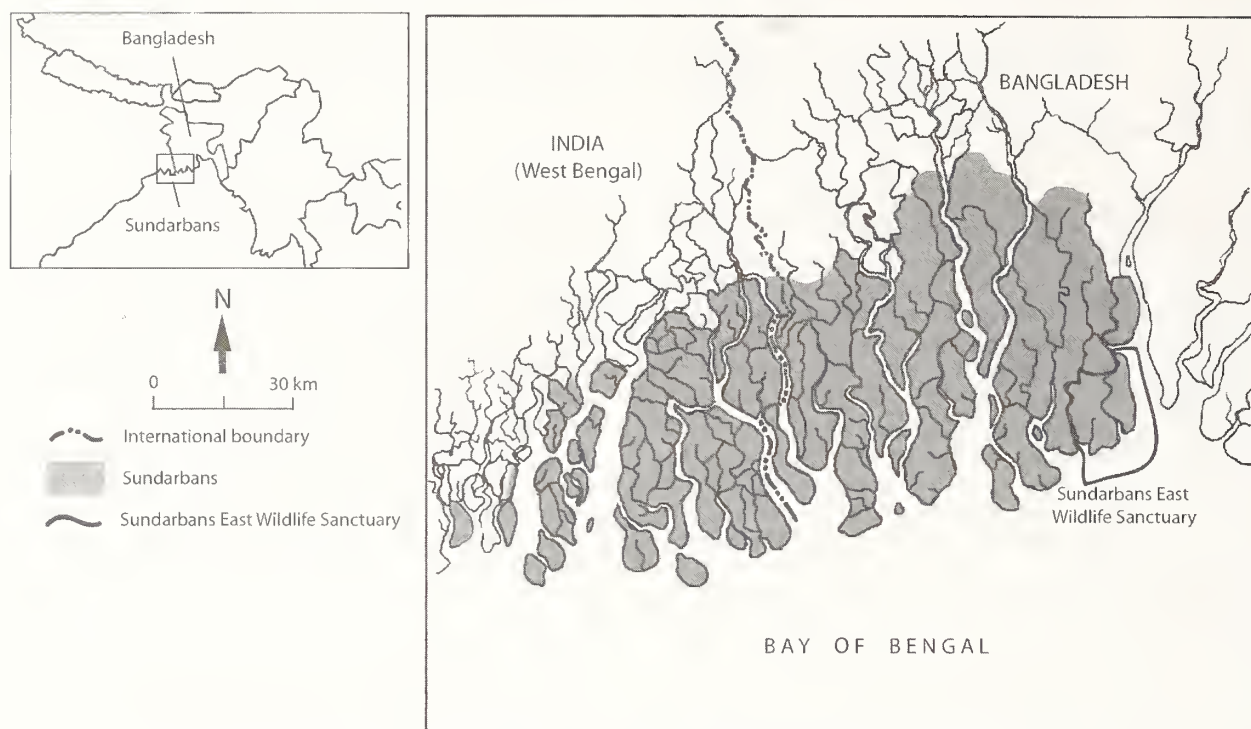 Bangladesh
Sundarbans
N
0 30 km
International boundary
Sundarbans
Sundarbans East Wildlife Sanctuary
INDIA
(West Bengal)
BANGLADESH
Sundarbans East
Wildlife Sanctuary
BAY OF BENGAL